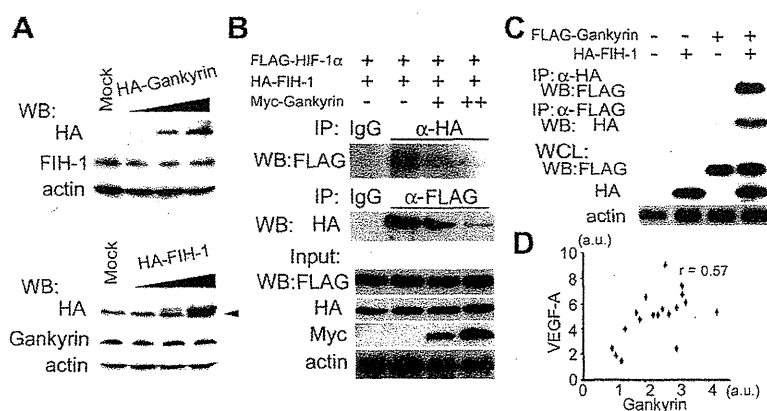 A
Mock
HA-Gankyrin
WB:
HA
FIH-1
actin
Mock
HA-FIH-1
WB:
HA
Gankyrin
actin
B
FLAG-HIF-1α + + + +
HA-FIH-1 + + + +
Myc-Gankyrin - - + ++
IP: IgG α-HA
WB:FLAG
IP: IgG α-FLAG
WB: HA
Input:
WB:FLAG
HA
Myc
actin
C
FLAG-Gankyrin - - + +
HA-FIH-1 - + - +
IP:α-HA
WB:FLAG
IP:α-FLAG
WB: HA
WCL:
WB:FLAG
HA
actin
D
(a.u.)
10
8
6
4
2
0
VEGF-A
r = 0.57
0 1 2 3 4 (a.u.)
Gankyrin